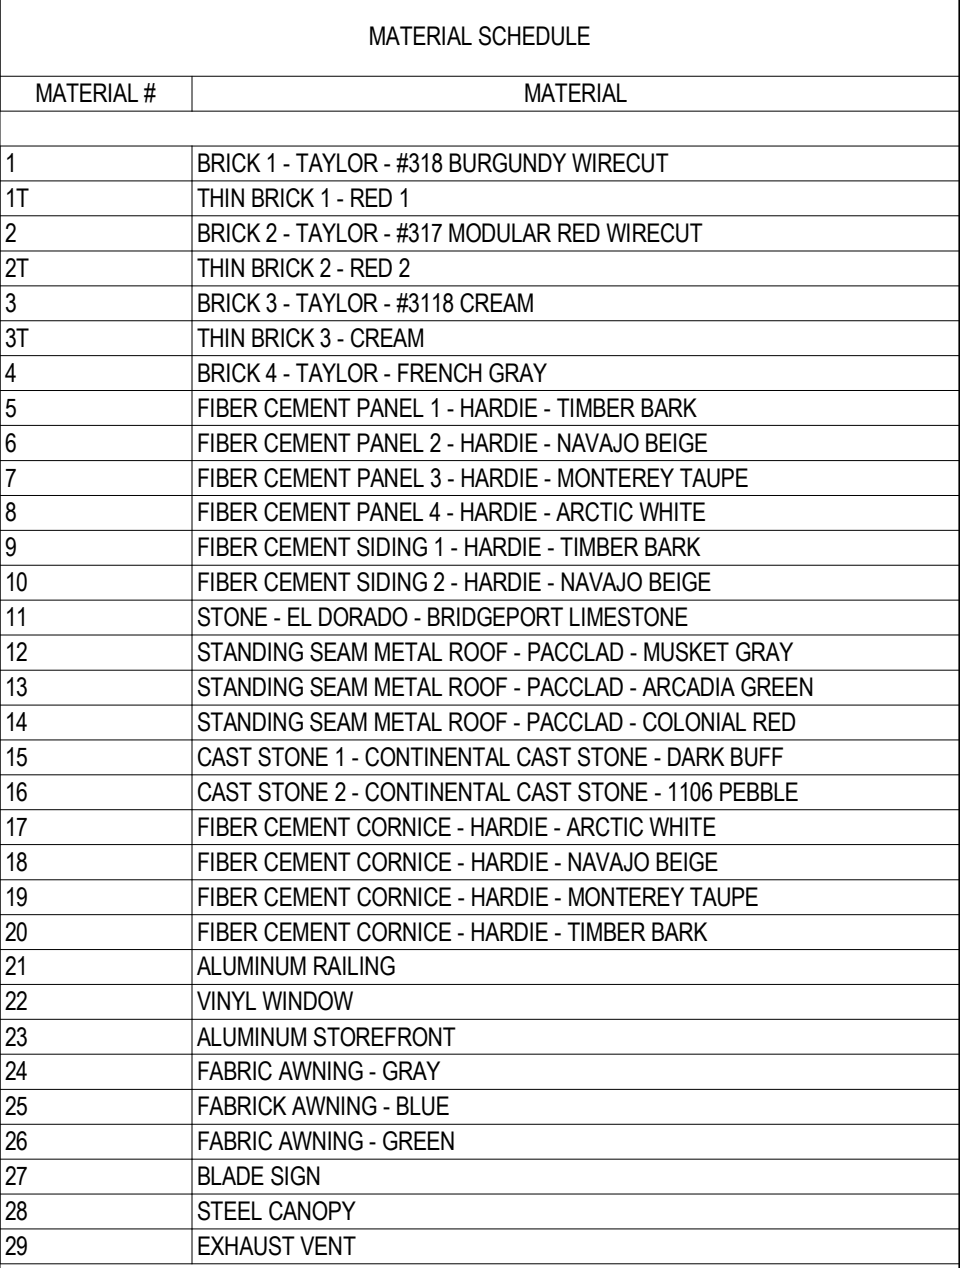 MATERIAL SCHEDULE
MATERIAL # MATERIAL
1 BRICK 1 - TAYLOR - #318 BURGUNDY WIRECUT
1T THIN BRICK 1 - RED 1
2 BRICK 2 - TAYLOR - #317 MODULAR RED WIRECUT
2T THIN BRICK 2 - RED 2
3 BRICK 3 - TAYLOR - #3118 CREAM
3T THIN BRICK 3 - CREAM
4 BRICK 4 - TAYLOR - FRENCH GRAY
5 FIBER CEMENT PANEL 1 - HARDIE - TIMBER BARK
6 FIBER CEMENT PANEL 2 - HARDIE - NAVAJO BEIGE
7 FIBER CEMENT PANEL 3 - HARDIE - MONTEREY TAUPE
8 FIBER CEMENT PANEL 4 - HARDIE - ARCTIC WHITE
9 FIBER CEMENT SIDING 1 - HARDIE - TIMBER BARK
10 FIBER CEMENT SIDING 2 - HARDIE - NAVAJO BEIGE
11 STONE - EL DORADO - BRIDGEPORT LIMESTONE
12 STANDING SEAM METAL ROOF - PACCLAD - MUSKET GRAY
13 STANDING SEAM METAL ROOF - PACCLAD - ARCADIA GREEN
14 STANDING SEAM METAL ROOF - PACCLAD - COLONIAL RED
15 CAST STONE 1 - CONTINENTAL CAST STONE - DARK BUFF
16 CAST STONE 2 - CONTINENTAL CAST STONE - 1106 PEBBLE
17 FIBER CEMENT CORNICE - HARDIE - ARCTIC WHITE
18 FIBER CEMENT CORNICE - HARDIE - NAVAJO BEIGE
19 FIBER CEMENT CORNICE - HARDIE - MONTEREY TAUPE
20 FIBER CEMENT CORNICE - HARDIE - TIMBER BARK
21 ALUMINUM RAILING
22 VINYL WINDOW
23 ALUMINUM STOREFRONT
24 FABRIC AWNING - GRAY
25 FABRICK AWNING - BLUE
26 FABRIC AWNING - GREEN
27 BLADE SIGN
28 STEEL CANOPY
29 EXHAUST VENT